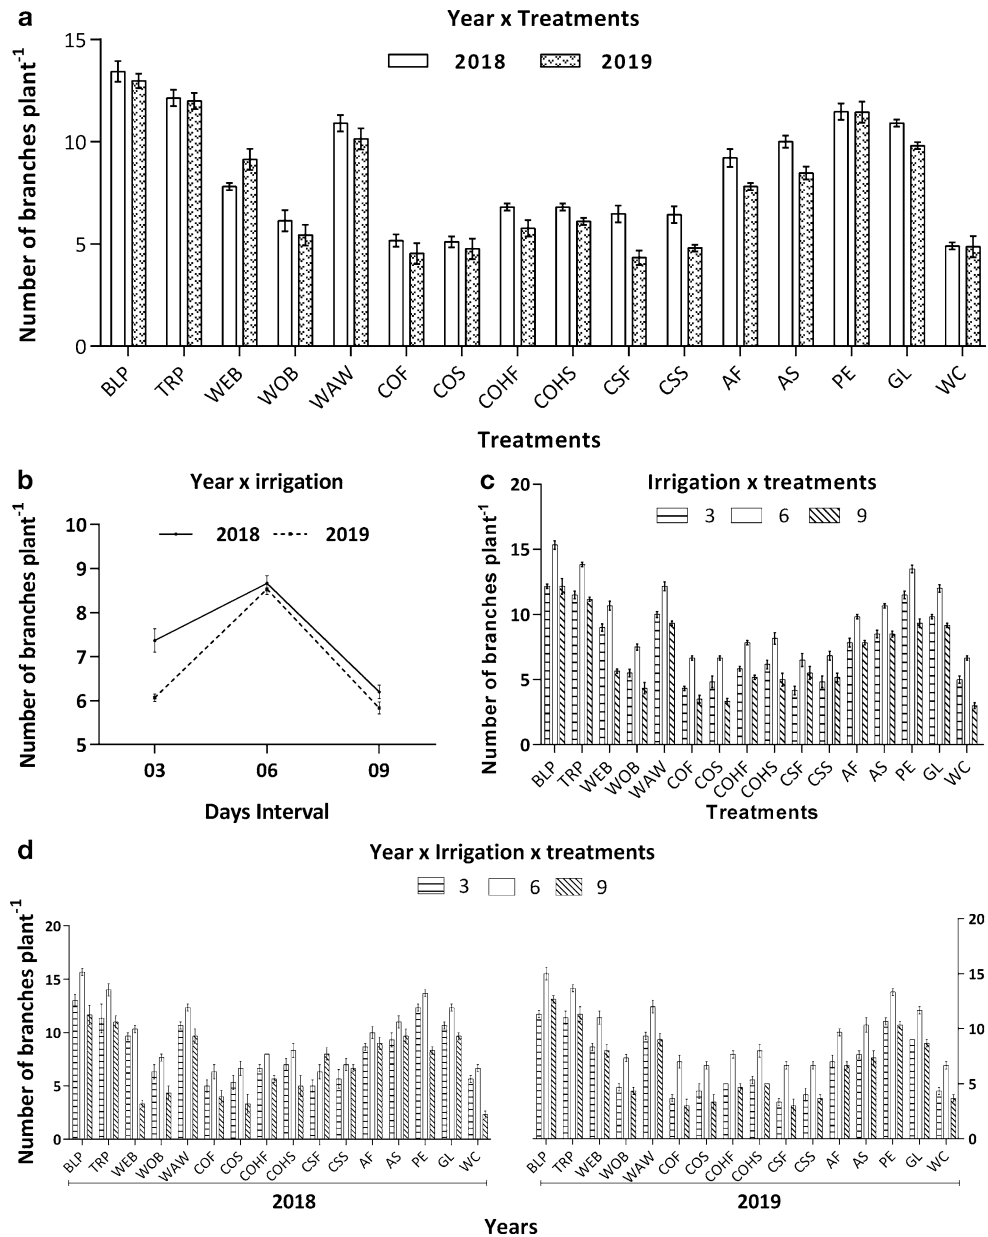 a
Year x Treatments
2018 2019
Number of branches plant-1
15
10
5
0
BLP TRP WEB WOB WAW COF COS COHF COHS CSF CSS AF AS PE GL WC
Treatments
b
Year x irrigation
2018 2019
Number of branches plant-1
10
9
8
7
6
5
03 06 09
Days Interval
c
Irrigation x treatments
3 6 9
Number of branches plant-1
20
15
10
5
0
BLP TRP WEB WOB WAW COF COS COHF COHS CSF CSS AF AS PE GL WC
Treatments
d
Year x Irrigation x treatments
3 6 9
Number of branches plant-1
20
15
10
5
0
BLP TRP WEB WOB WAW COF COS COHF COHS CSF CSS AF AS PE GL WC
2018
20
15
10
5
0
BLP TRP WEB WOB WAW COF COS COHF COHS CSF CSS AF AS PE GL WC
2019
Years